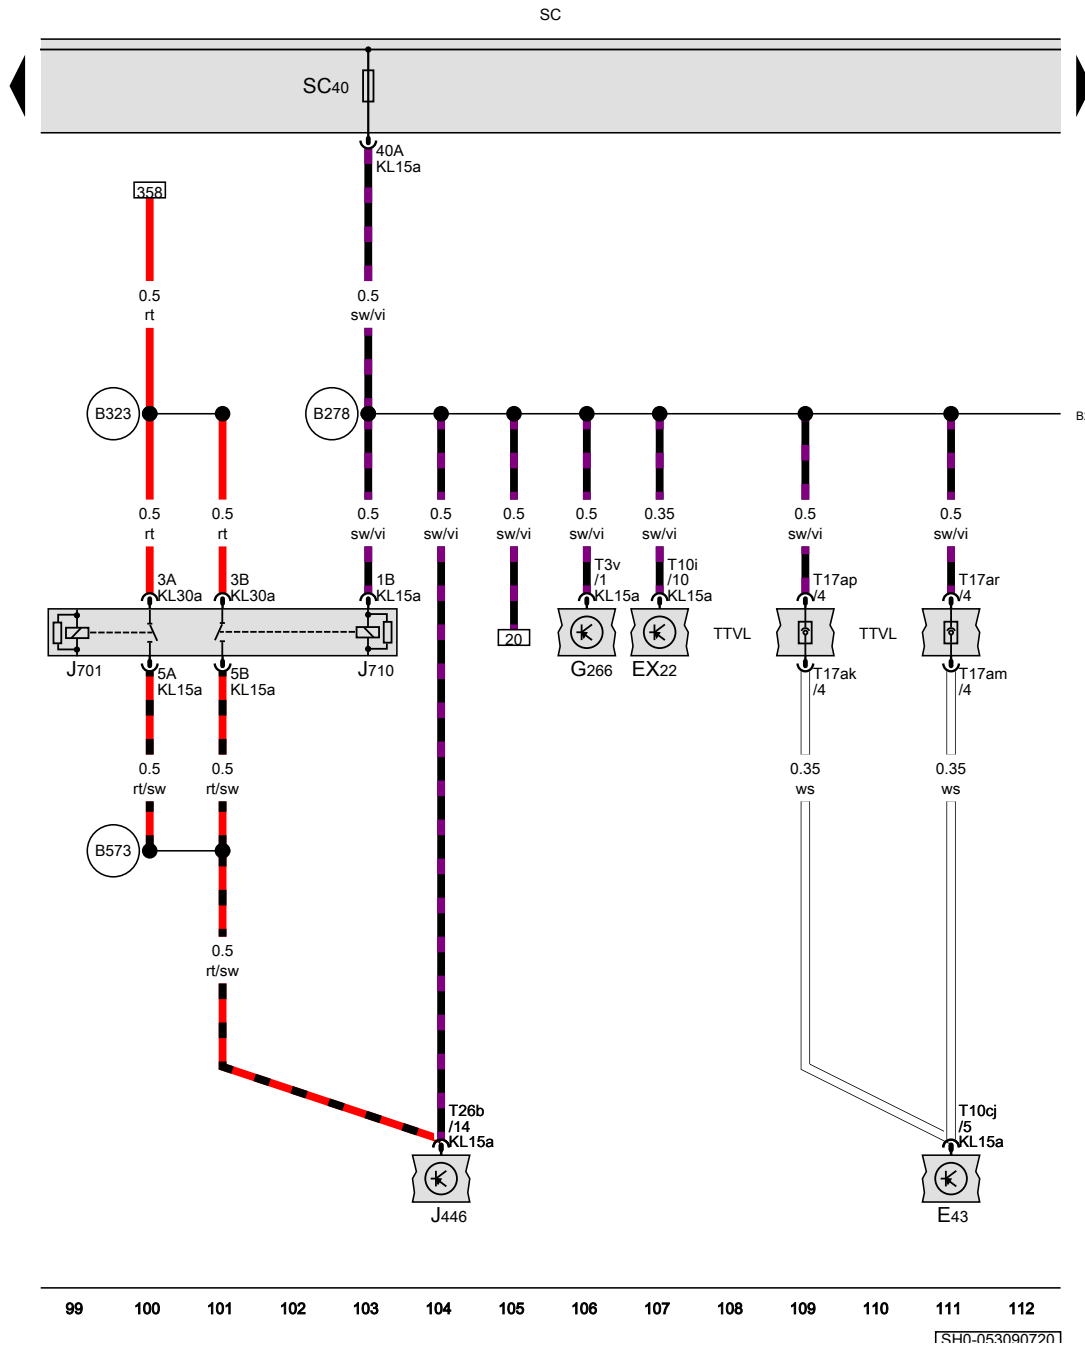 SC
SC40
40A
KL15a
358
0.5
rt
0.5
sw/vi
B323
B278
0.5
rt
0.5
rt
0.5
sw/vi
0.5
sw/vi
0.5
sw/vi
0.5
sw/vi
0.35
sw/vi
0.5
sw/vi
0.5
sw/vi
3A
KL30a
3B
KL30a
1B
KL15a
T3v
/1
KL15a
T10i
/10
KL15a
T17ap
/4
T17ar
/4
20
TTVL
TTVL
J701
J710
G266
EX22
5A
KL15a
5B
KL15a
T17ak
/4
T17am
/4
0.5
rt/sw
0.5
rt/sw
0.35
ws
0.35
ws
B573
0.5
rt/sw
T26b
/14
KL15a
T10cj
/5
KL15a
J446
E43
99 100 101 102 103 104 105 106 107 108 109 110 111 112
SH0-053090720